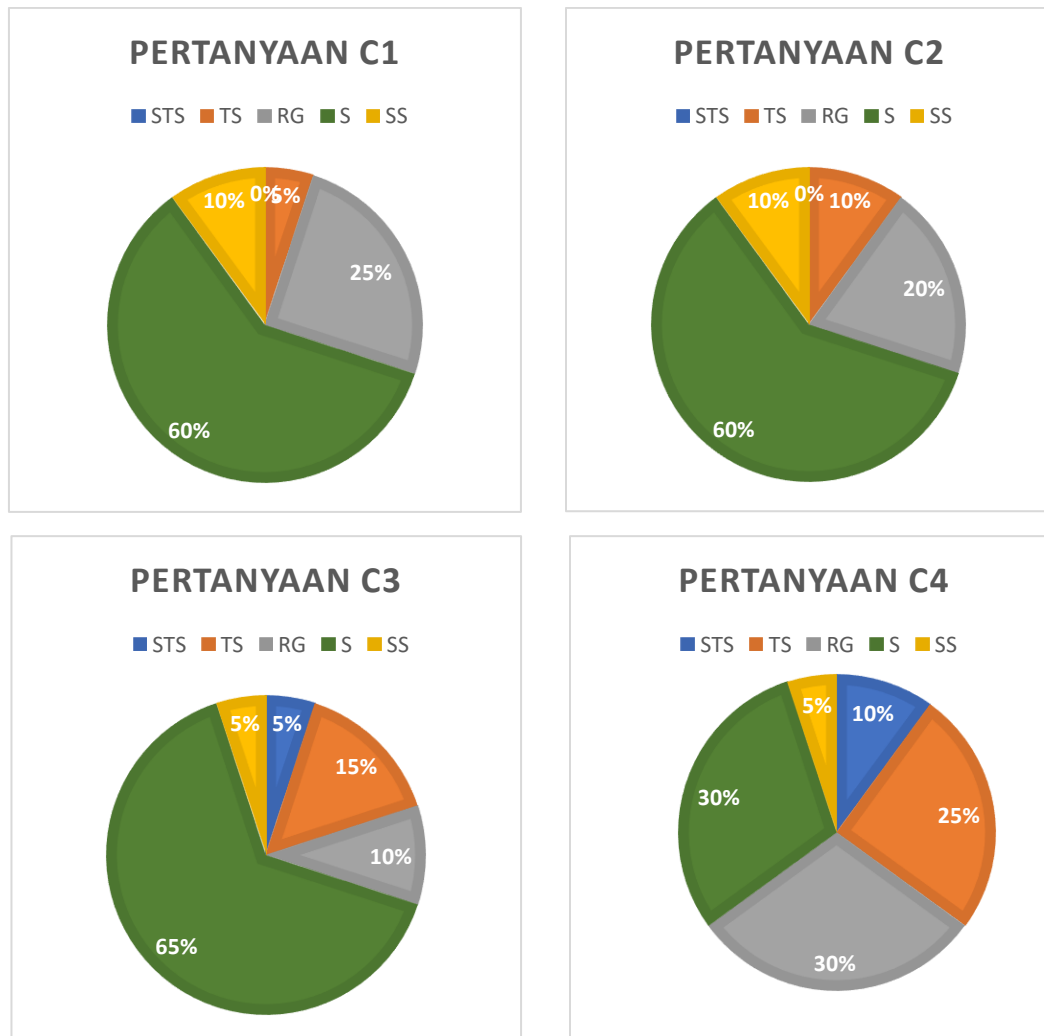 PERTANYAAN C1
STS TS RG S SS
10% 0% 5%
25%
60%
PERTANYAAN C2
STS TS RG S SS
10% 0% 10%
20%
60%
PERTANYAAN C3
STS TS RG S SS
5% 5%
15%
10%
65%
PERTANYAAN C4
STS TS RG S SS
5% 10%
30%
25%
30%